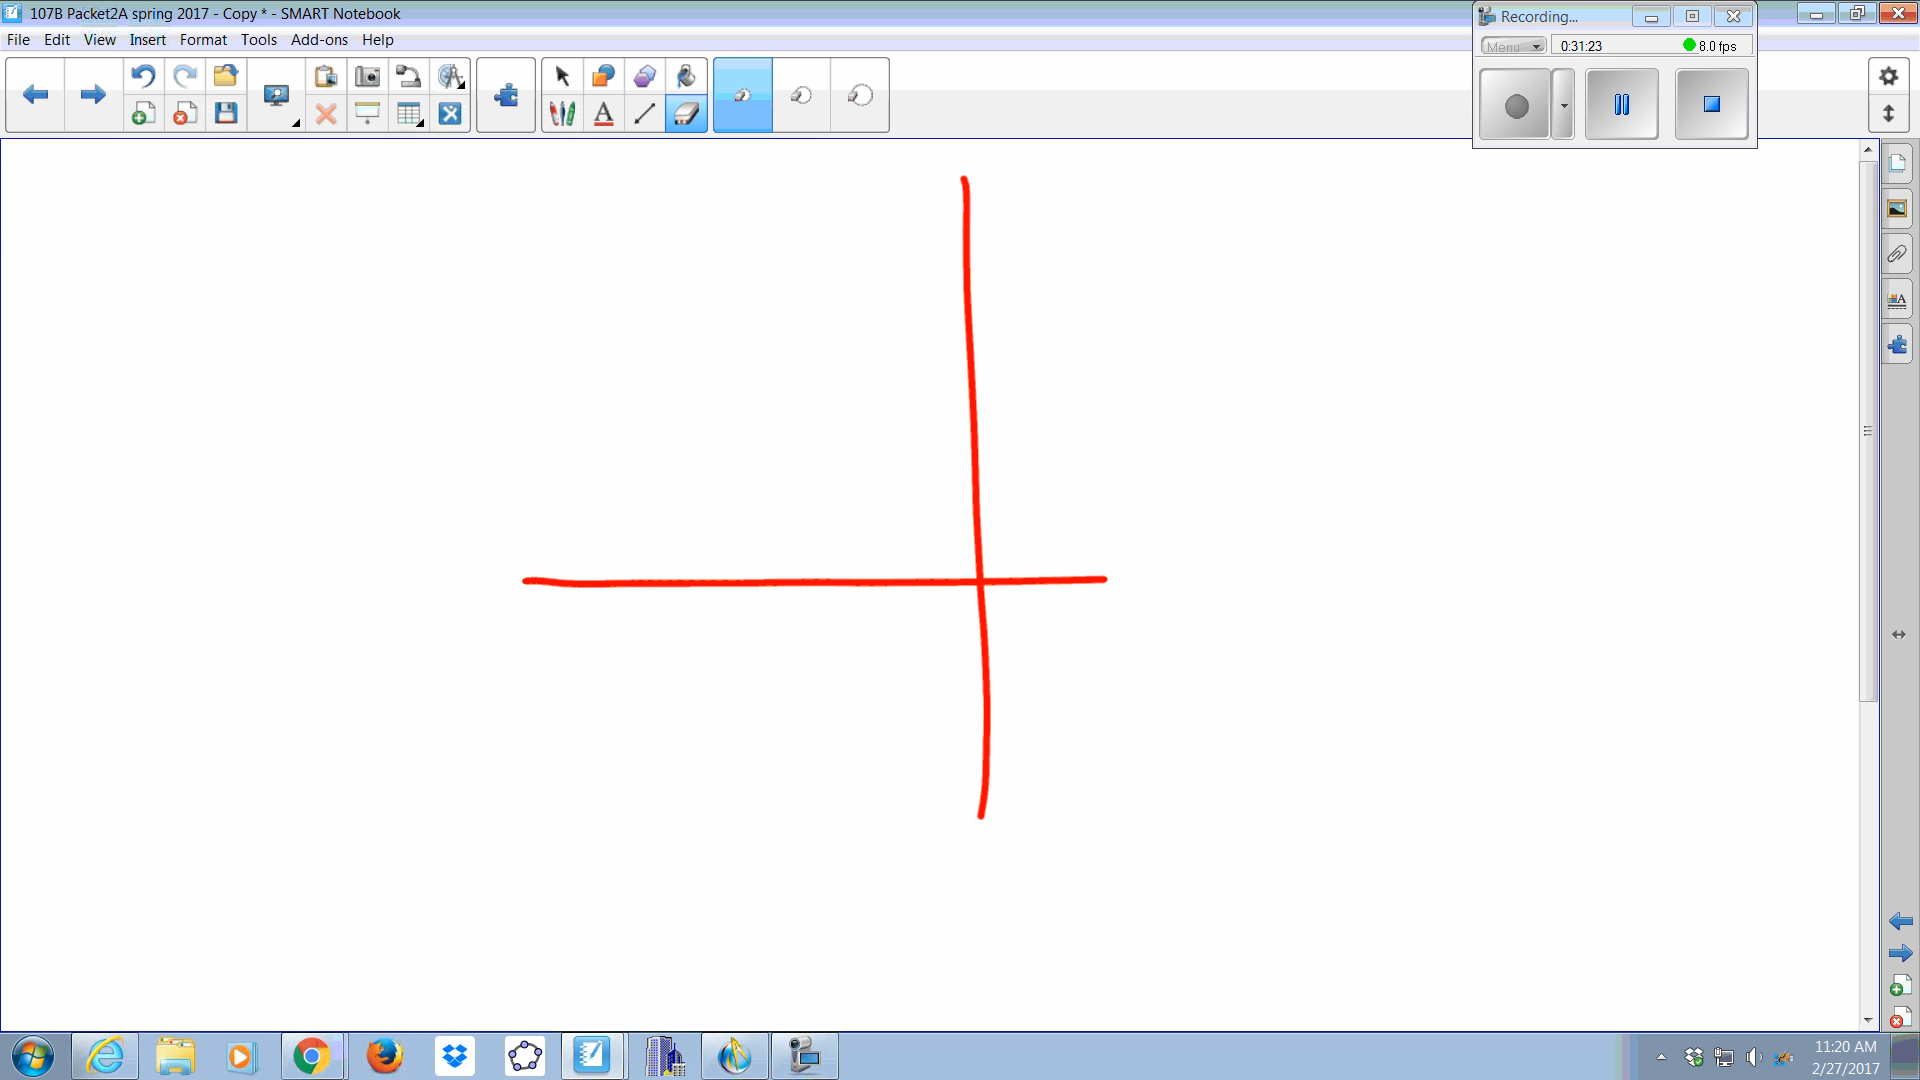 107B Packet2A spring 2017 - Copy * - SMART Notebook
File Edit View Insert Format Tools Add-ons Help
Recording...
Menu 0:31:23 8.0 fps
11:20 AM
2/27/2017